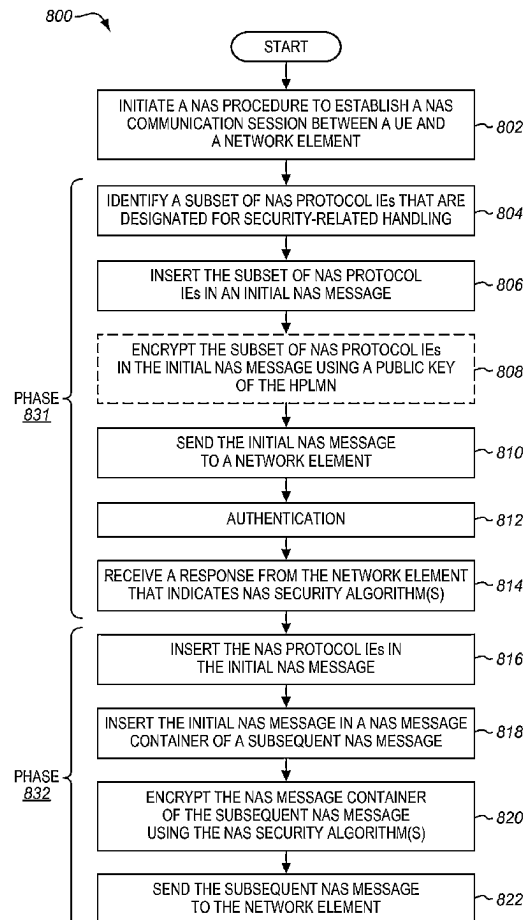 800
START
INITIATE A NAS PROCEDURE TO ESTABLISH A NAS
COMMUNICATION SESSION BETWEEN A UE AND
A NETWORK ELEMENT
802
IDENTIFY A SUBSET OF NAS PROTOCOL IEs THAT ARE
DESIGNATED FOR SECURITY-RELATED HANDLING
804
INSERT THE SUBSET OF NAS PROTOCOL
IEs IN AN INITIAL NAS MESSAGE
806
ENCRYPT THE SUBSET OF NAS PROTOCOL IEs
IN THE INITIAL NAS MESSAGE USING A PUBLIC KEY
OF THE HPLMN
808
PHASE
831
SEND THE INITIAL NAS MESSAGE
TO A NETWORK ELEMENT
810
AUTHENTICATION
812
RECEIVE A RESPONSE FROM THE NETWORK ELEMENT
THAT INDICATES NAS SECURITY ALGORITHM(S)
814
INSERT THE NAS PROTOCOL IEs IN
THE INITIAL NAS MESSAGE
816
INSERT THE INITIAL NAS MESSAGE IN A NAS MESSAGE
CONTAINER OF A SUBSEQUENT NAS MESSAGE
818
PHASE
832
ENCRYPT THE NAS MESSAGE CONTAINER
OF THE SUBSEQUENT NAS MESSAGE
USING THE NAS SECURITY ALGORITHM(S)
820
SEND THE SUBSEQUENT NAS MESSAGE
TO THE NETWORK ELEMENT
822